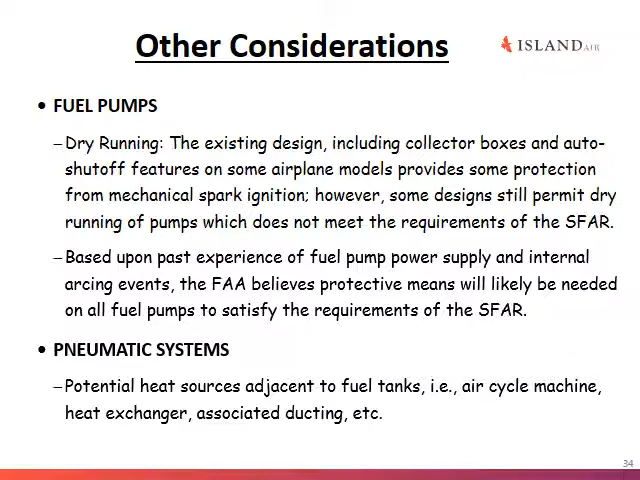 Other Considerations
ISLAND AIR
• FUEL PUMPS
–Dry Running: The existing design, including collector boxes and auto-
shutoff features on some airplane models provides some protection
from mechanical spark ignition; however, some designs still permit dry
running of pumps which does not meet the requirements of the SFAR.
–Based upon past experience of fuel pump power supply and internal
arcing events, the FAA believes protective means will likely be needed
on all fuel pumps to satisfy the requirements of the SFAR.
• PNEUMATIC SYSTEMS
–Potential heat sources adjacent to fuel tanks, i.e., air cycle machine,
heat exchanger, associated ducting, etc.
34